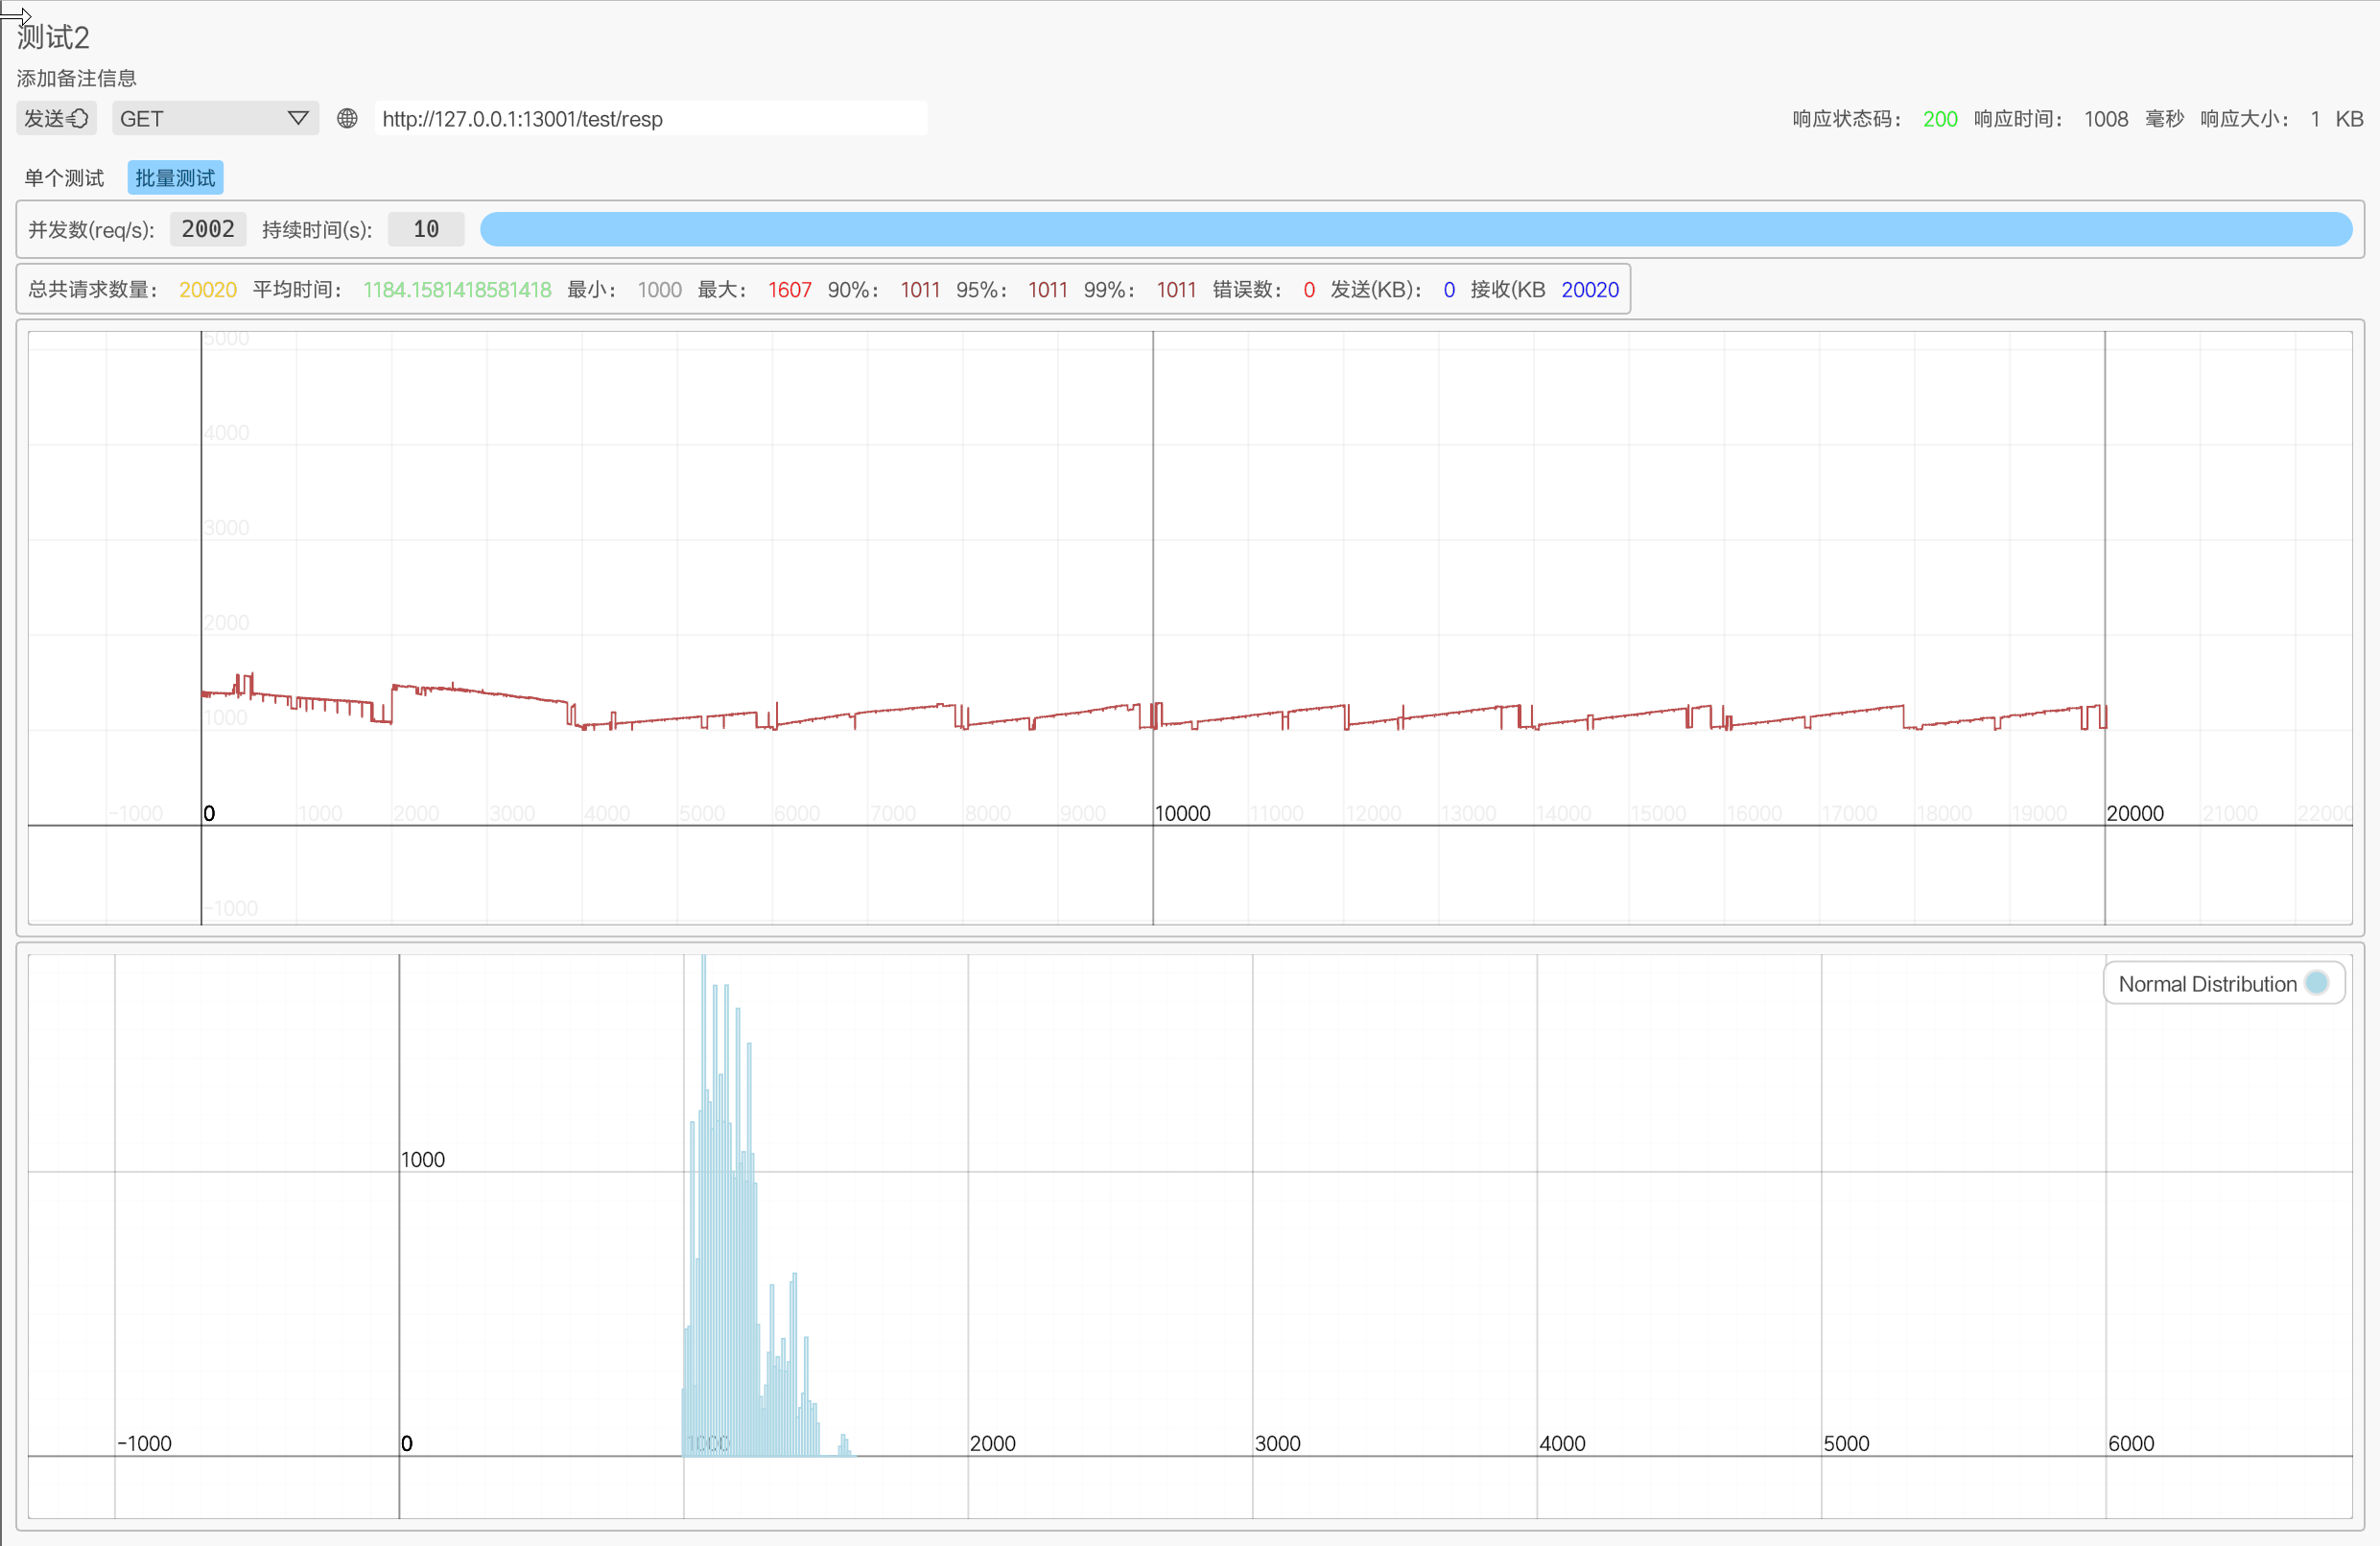 测试2
添加备注信息
发送 GET http://127.0.0.1:13001/test/resp 响应状态码： 200 响应时间： 1008 毫秒 响应大小： 1 KB
单个测试 批量测试
并发数(req/s): 2002 持续时间(s): 10
总共请求数量： 20020 平均时间： 1184.1581418581418 最小： 1000 最大： 1607 90%： 1011 95%： 1011 99%： 1011 错误数： 0 发送(KB)： 0 接收(KB 20020
5000
4000
3000
2000
1000
-1000 0 1000 2000 3000 4000 5000 6000 7000 8000 9000 10000 11000 12000 13000 14000 15000 16000 17000 18000 19000 20000 21000 22000
-1000
Normal Distribution
1000
-1000 0 1000 2000 3000 4000 5000 6000